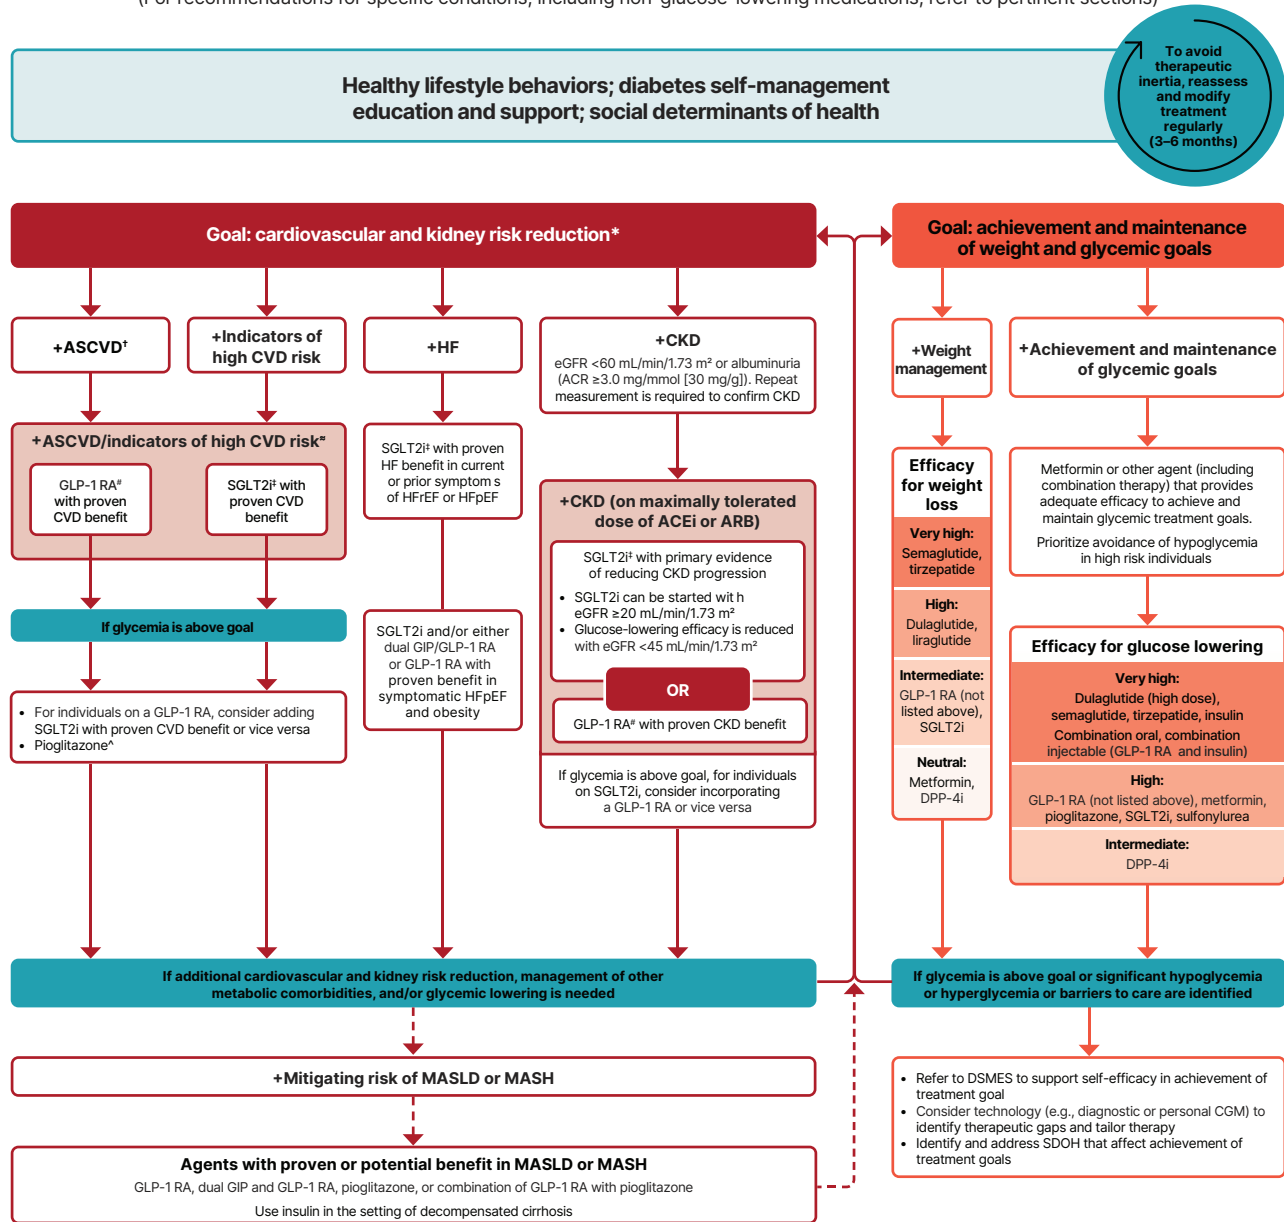 (For recommendations for specific conditions, including non-glucose-lowering medications, refer to pertinent sections)
Healthy lifestyle behaviors; diabetes self-management
education and support; social determinants of health
To avoid
therapeutic
inertia, reassess
and modify
treatment
regularly
(3–6 months)
Goal: cardiovascular and kidney risk reduction*
+ASCVD†
+Indicators of
high CVD risk
+HF
+CKD
eGFR <60 mL/min/1.73 m² or albuminuria
(ACR ≥3.0 mg/mmol [30 mg/g]). Repeat
measurement is required to confirm CKD
+ASCVD/indicators of high CVD risk≈
GLP-1 RA#
with proven
CVD benefit
SGLT2i‡ with
proven CVD
benefit
If glycemia is above goal
• For individuals on a GLP-1 RA, consider adding
SGLT2i with proven CVD benefit or vice versa
• Pioglitazone^
SGLT2i‡ with proven
HF benefit in current
or prior symptoms
of HFrEF or HFpEF
SGLT2i and/or either
dual GIP/GLP-1 RA
or GLP-1 RA with
proven benefit in
symptomatic HFpEF
and obesity
+CKD (on maximally tolerated
dose of ACEi or ARB)
SGLT2i‡ with primary evidence
of reducing CKD progression
• SGLT2i can be started with
eGFR ≥20 mL/min/1.73 m²
• Glucose-lowering efficacy is reduced
with eGFR <45 mL/min/1.73 m²
OR
GLP-1 RA# with proven CKD benefit
If glycemia is above goal, for individuals
on SGLT2i, consider incorporating
a GLP-1 RA or vice versa
If additional cardiovascular and kidney risk reduction, management of other
metabolic comorbidities, and/or glycemic lowering is needed
+Mitigating risk of MASLD or MASH
Agents with proven or potential benefit in MASLD or MASH
GLP-1 RA, dual GIP and GLP-1 RA, pioglitazone, or combination of GLP-1 RA with pioglitazone
Use insulin in the setting of decompensated cirrhosis
Goal: achievement and maintenance
of weight and glycemic goals
+Weight
management
Efficacy
for weight
loss
Very high:
Semaglutide,
tirzepatide
High:
Dulaglutide,
liraglutide
Intermediate:
GLP-1 RA (not
listed above),
SGLT2i
Neutral:
Metformin,
DPP-4i
+Achievement and maintenance
of glycemic goals
Metformin or other agent (including
combination therapy) that provides
adequate efficacy to achieve and
maintain glycemic treatment goals.
Prioritize avoidance of hypoglycemia
in high risk individuals
Efficacy for glucose lowering
Very high:
Dulaglutide (high dose),
semaglutide, tirzepatide, insulin
Combination oral, combination
injectable (GLP-1 RA and insulin)
High:
GLP-1 RA (not listed above), metformin,
pioglitazone, SGLT2i, sulfonylurea
Intermediate:
DPP-4i
If glycemia is above goal or significant hypoglycemia
or hyperglycemia or barriers to care are identified
• Refer to DSMES to support self-efficacy in achievement of
treatment goal
• Consider technology (e.g., diagnostic or personal CGM) to
identify therapeutic gaps and tailor therapy
• Identify and address SDOH that affect achievement of
treatment goals